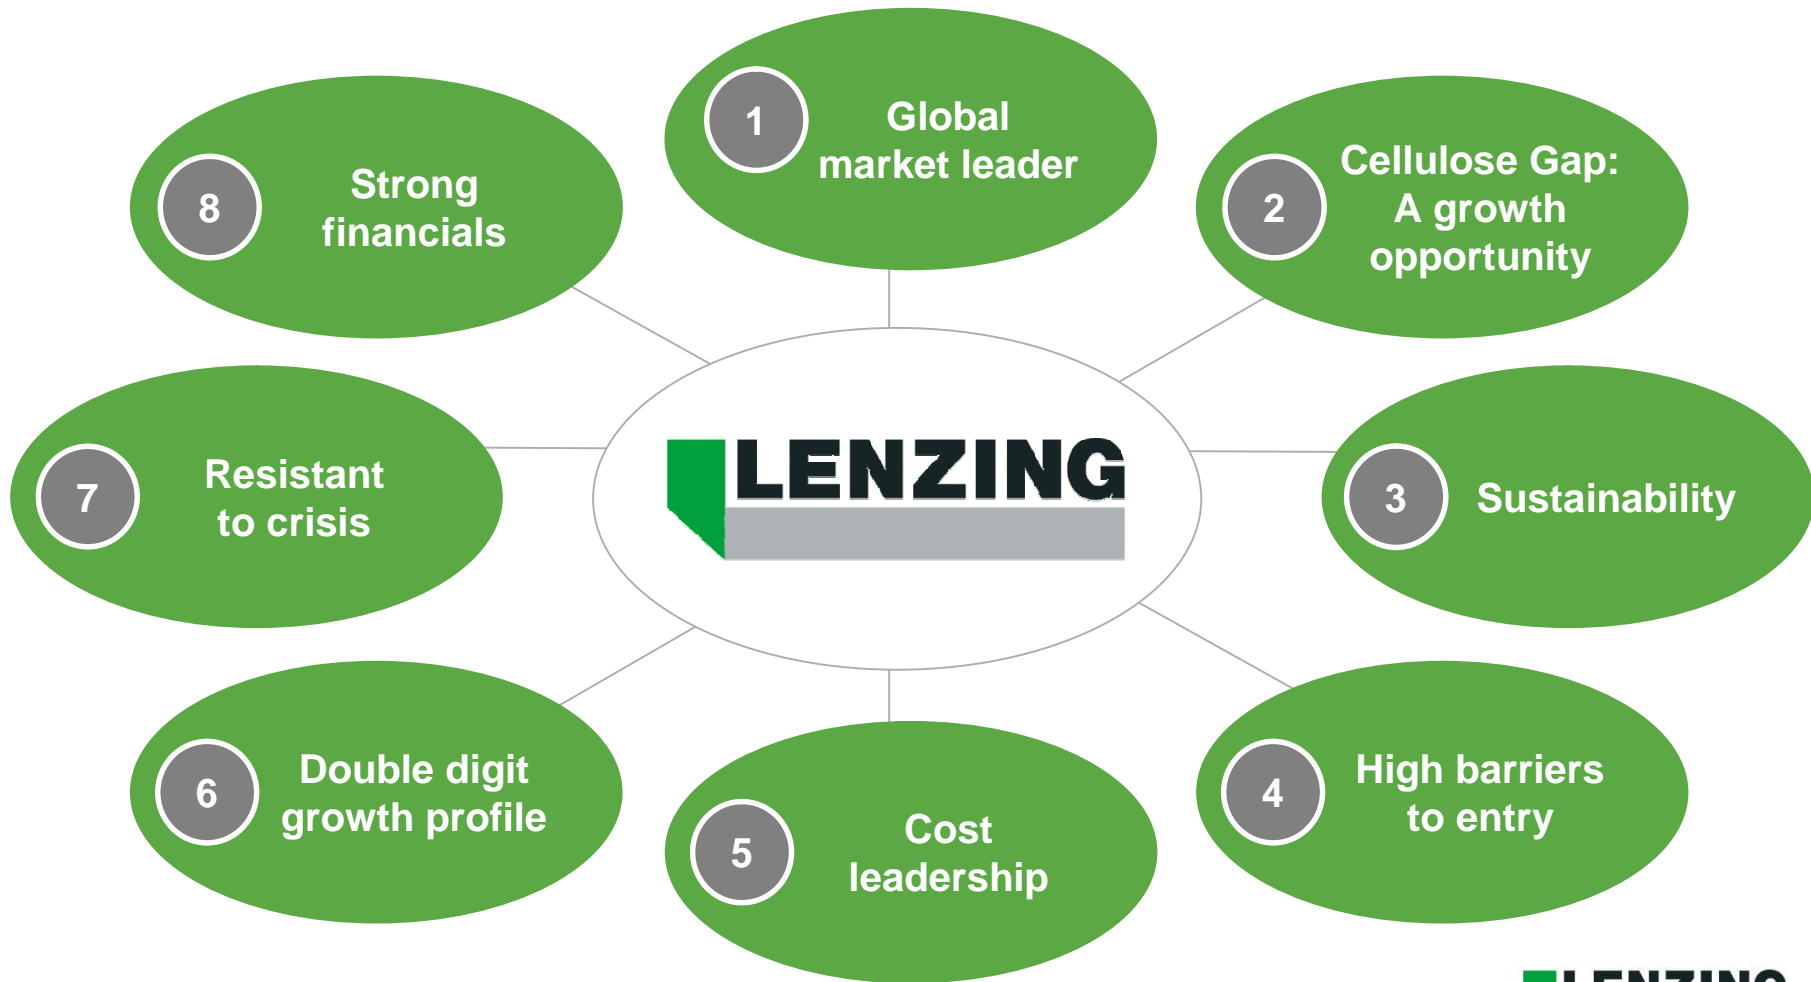 1
Global
market leader
2
Cellulose Gap:
A growth
opportunity
3
Sustainability
4
High barriers
to entry
5
Cost
leadership
6
Double digit
growth profile
7
Resistant
to crisis
8
Strong
financials
LENZING
LENZING